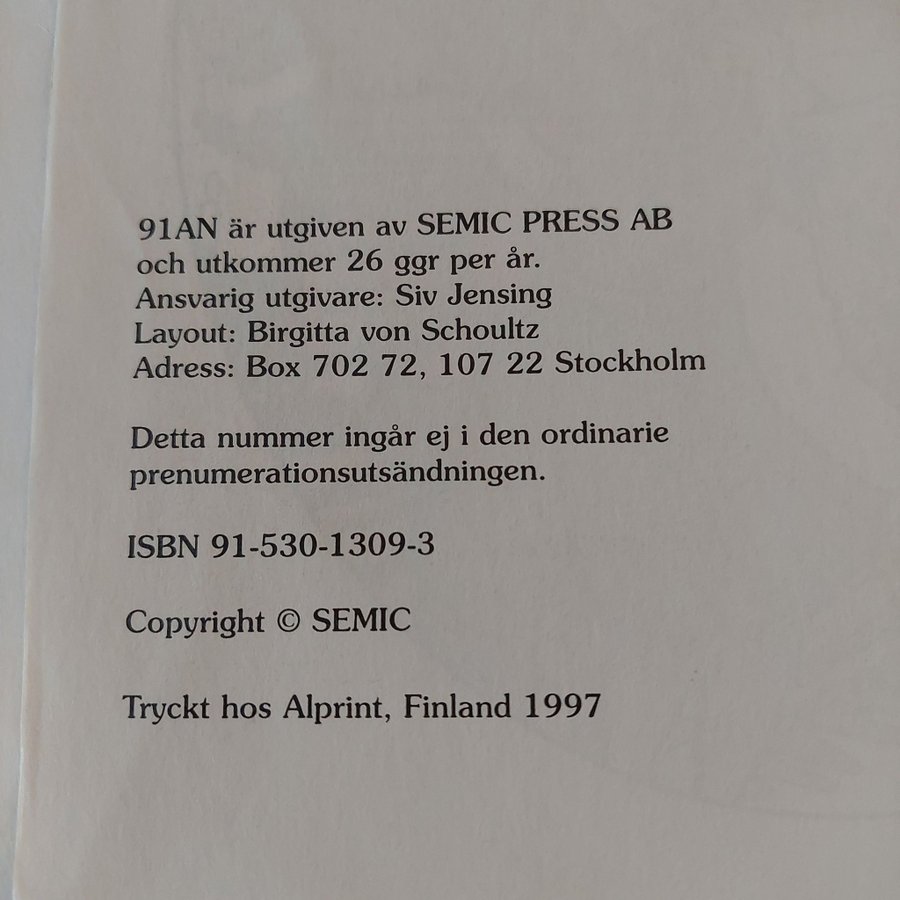 91AN är utgiven av SEMIC PRESS AB
och utkommer 26 ggr per år.
Ansvarig utgivare: Siv Jensing
Layout: Birgitta von Schoultz
Adress: Box 702 72, 107 22 Stockholm
Detta nummer ingår ej i den ordinarie
prenumerationsutsändningen.
ISBN 91-530-1309-3
Copyright © SEMIC
Tryckt hos Alprint, Finland 1997